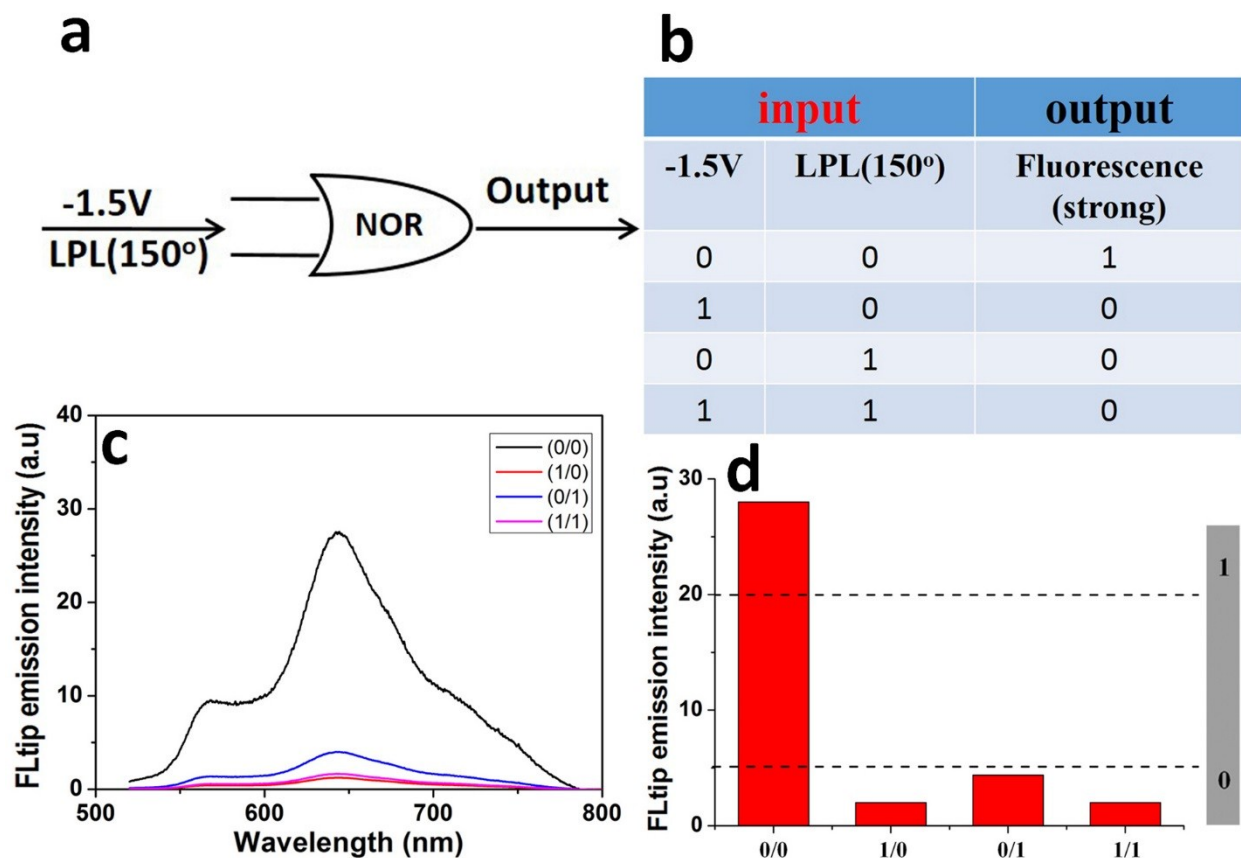 a
-1.5V
LPL(150°)
NOR
Output
b
input output
-1.5V LPL(150°) Fluorescence
(strong)
0 0 1
1 0 0
0 1 0
1 1 0
c
FLtip emission intensity (a.u)
40
30
20
10
0
500 600 700 800
Wavelength (nm)
(0/0)
(1/0)
(0/1)
(1/1)
d
FLtip emission intensity (a.u)
30
20
10
0
0/0 1/0 0/1 1/1
1
0